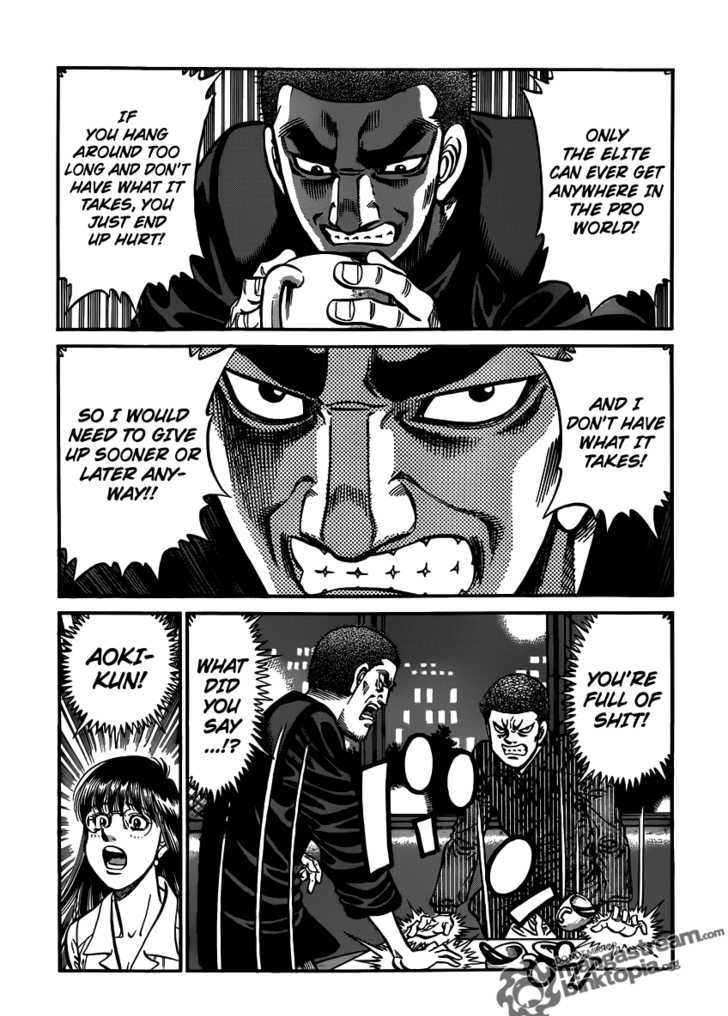 ONLY
THE ELITE
CAN EVER GET
ANYWHERE IN
THE PRO
WORLD!
IF
YOU HANG
AROUND TOO
LONG AND DON'T
HAVE WHAT IT
TAKES, YOU
JUST END
UP HURT!
AND I
DON'T HAVE
WHAT IT
TAKES!
SO I WOULD
NEED TO GIVE
UP SOONER OR
LATER ANY-
WAY!!
YOU'RE
FULL OF
SHIT!
WHAT
DID
YOU
SAY
...!?
AOKI-
KUN!
mangastream.com
binktopia.org